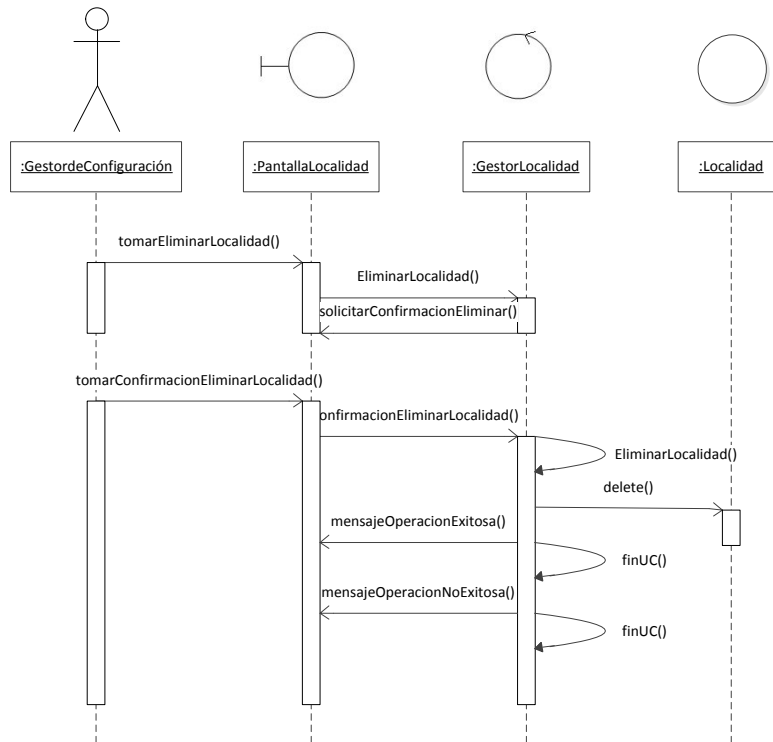 :GestordeConfiguración
:PantallaLocalidad
:GestorLocalidad
:Localidad
tomarEliminarLocalidad()
EliminarLocalidad()
solicitarConfirmacionEliminar()
tomarConfirmacionEliminarLocalidad()
onfirmacionEliminarLocalidad()
EliminarLocalidad()
delete()
mensajeOperacionExitosa()
finUC()
mensajeOperacionNoExitosa()
finUC()